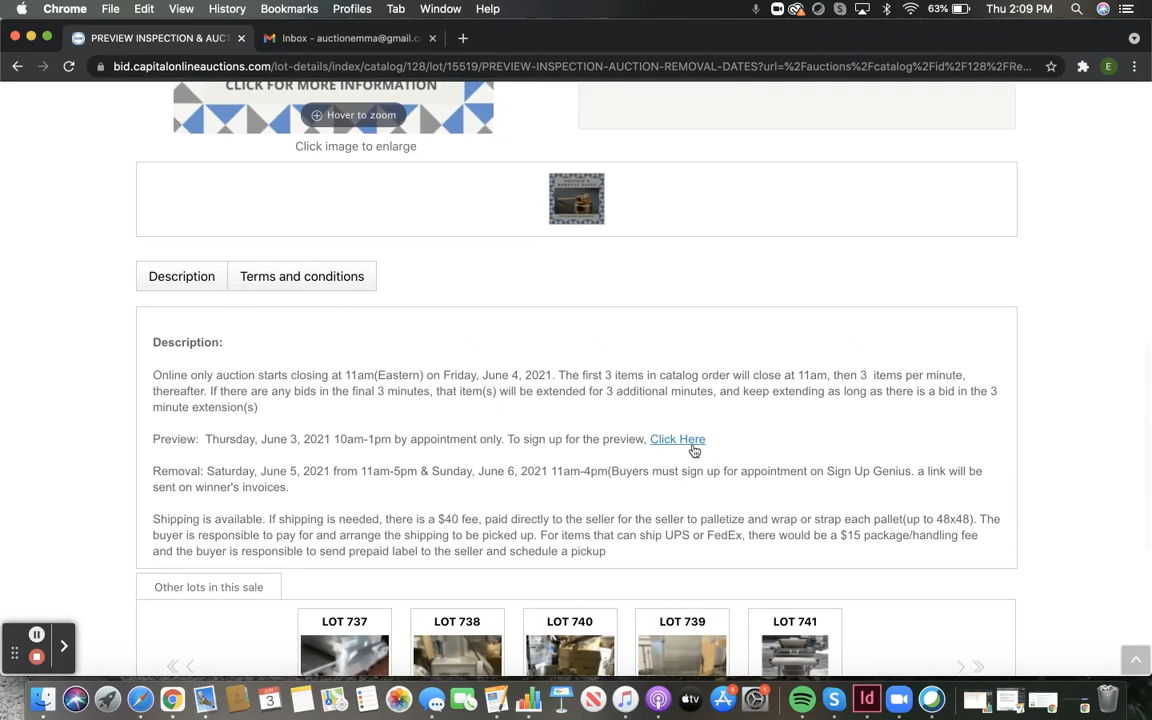 Chrome File Edit View History Bookmarks Profiles Tab Window Help 63% Thu 2:09 PM
PREVIEW INSPECTION & AUCT Inbox - auctionemma@gmail.c
bid.capitalonlineauctions.com/lot-details/index/catalog/128/lot/15519/PREVIEW-INSPECTION-AUCTION-REMOVAL-DATES?url=%2Fauctions%2Fcatalog%2Fid%2F128%2FRe... E
CLICK FOR MORE INFORMATION
Hover to zoom
Click image to enlarge
Description Terms and conditions
Description:
Online only auction starts closing at 11am(Eastern) on Friday, June 4, 2021. The first 3 items in catalog order will close at 11am, then 3 items per minute,
thereafter. If there are any bids in the final 3 minutes, that item(s) will be extended for 3 additional minutes, and keep extending as long as there is a bid in the 3
minute extension(s)
Preview: Thursday, June 3, 2021 10am-1pm by appointment only. To sign up for the preview, Click Here
Removal: Saturday, June 5, 2021 from 11am-5pm & Sunday, June 6, 2021 11am-4pm(Buyers must sign up for appointment on Sign Up Genius. a link will be
sent on winner's invoices.
Shipping is available. If shipping is needed, there is a $40 fee, paid directly to the seller for the seller to palletize and wrap or strap each pallet(up to 48x48). The
buyer is responsible to pay for and arrange the shipping to be picked up. For items that can ship UPS or FedEx, there would be a $15 package/handling fee
and the buyer is responsible to send prepaid label to the seller and schedule a pickup
Other lots in this sale
LOT 737 LOT 738 LOT 740 LOT 739 LOT 741